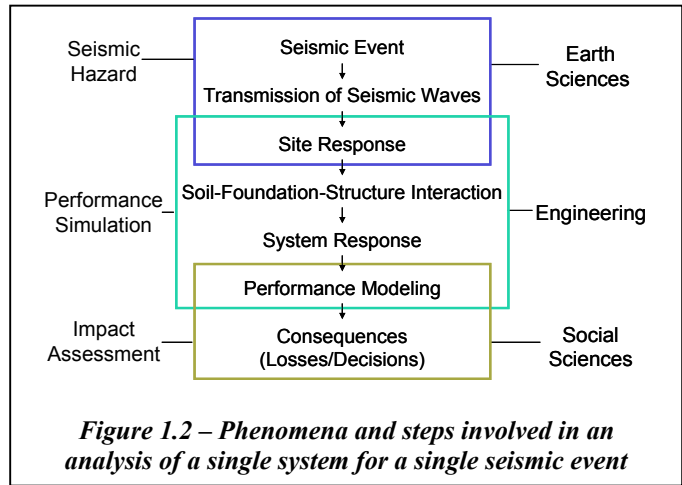 Seismic
Hazard
Seismic Event
Transmission of Seismic Waves
Site Response
Earth
Sciences
Performance
Simulation
Soil-Foundation-Structure Interaction
System Response
Engineering
Impact
Assessment
Performance Modeling
Consequences
(Losses/Decisions)
Social
Sciences
Figure 1.2 – Phenomena and steps involved in an
analysis of a single system for a single seismic event